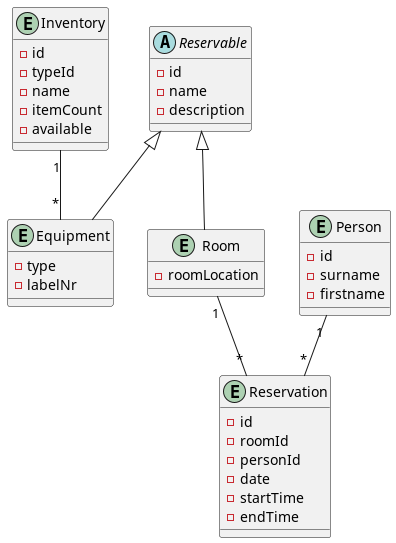 E Inventory
id
typeId
name
itemCount
available
A Reservable
id
name
description
1
*
E Equipment
type
labelNr
E Room
roomLocation
E Person
id
surname
firstname
1
*
1
*
E Reservation
id
roomId
personId
date
startTime
endTime